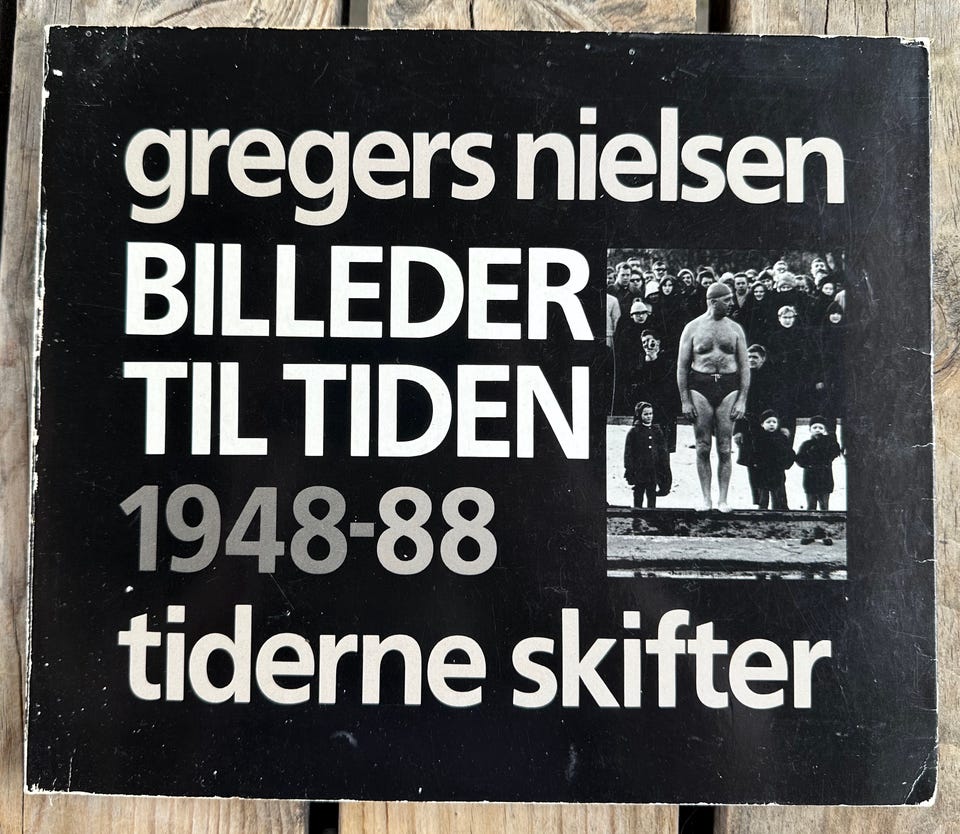 gregers nielsen
BILLEDER
TIL TIDEN
1948-88
tiderne skifter